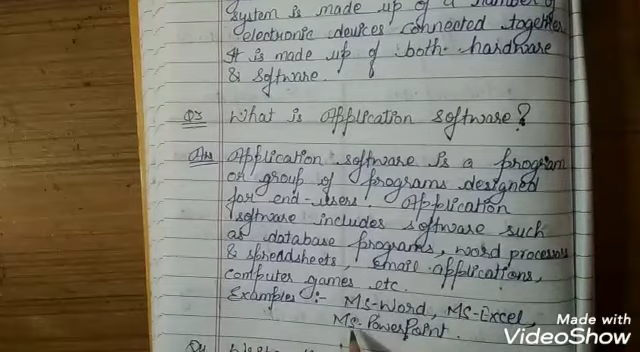 system is made up of a number of
electronic devices connected together
It is made up of both hardware
& software.
Q3 What is Application software?
Ans Application software is a program
or group of programs designed
for end-users. Application
software includes software such
as database programs, word processors
& spreadsheets, email applications,
computer games etc.
Examples :- MS-Word, MS-Excel,
MS-PowerPoint.
Made with
VideoShow